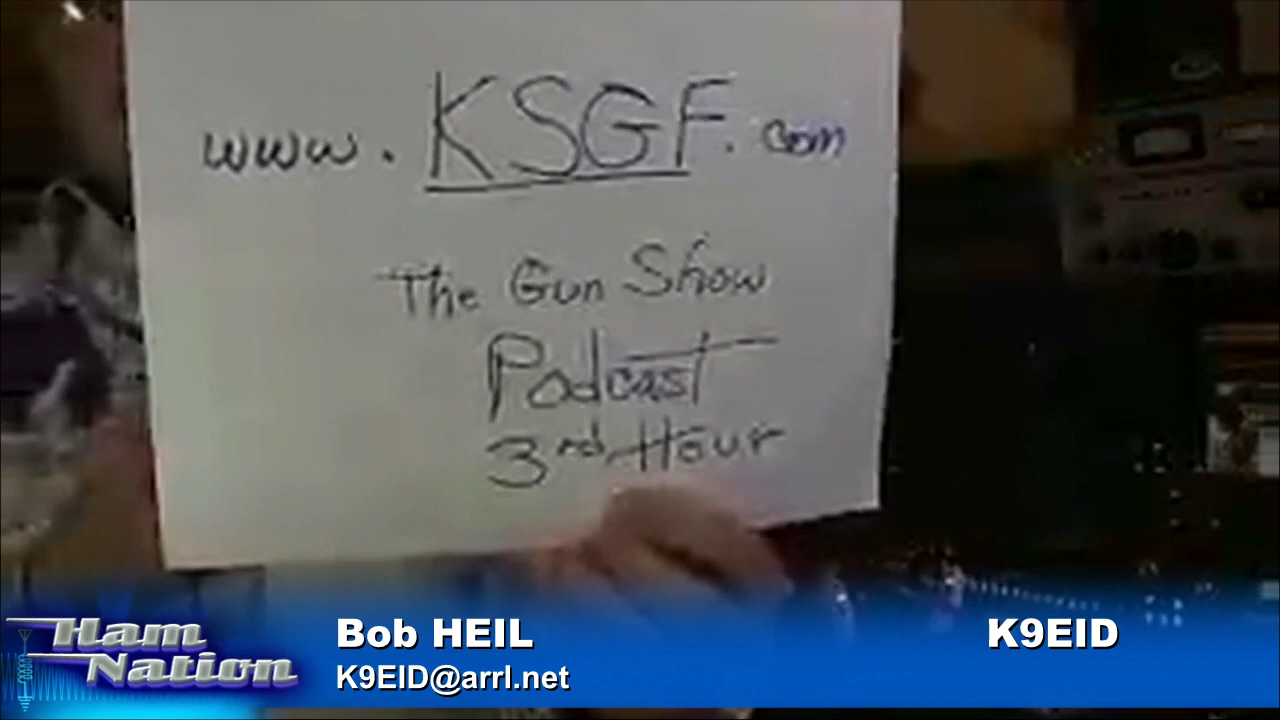 www.KSGF.com
The Gun Show
Podcast
3rd Hour
Ham
Nation
Bob HEIL
K9EID@arrl.net
K9EID